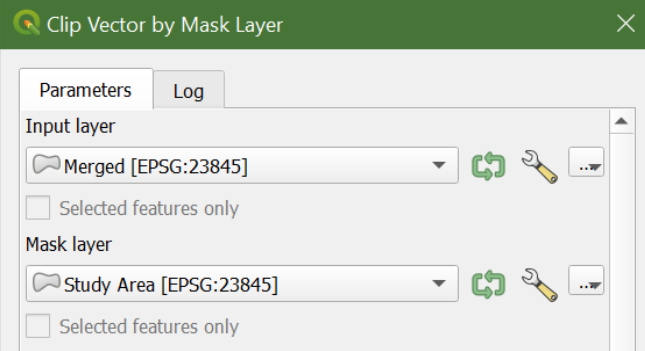 Clip Vector by Mask Layer
Parameters
Log
Input layer
Merged [EPSG:23845]
...
Selected features only
Mask layer
Study Area [EPSG:23845]
...
Selected features only